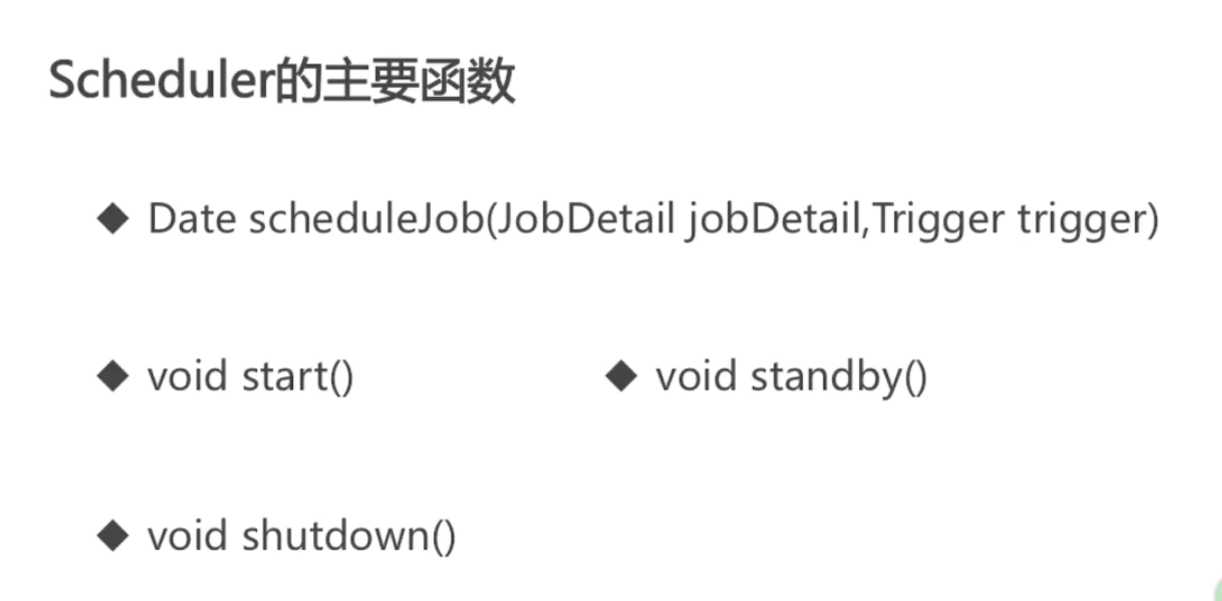 Scheduler的主要函数
◆ Date scheduleJob(JobDetail jobDetail,Trigger trigger)
◆ void start()
◆ void standby()
◆ void shutdown()